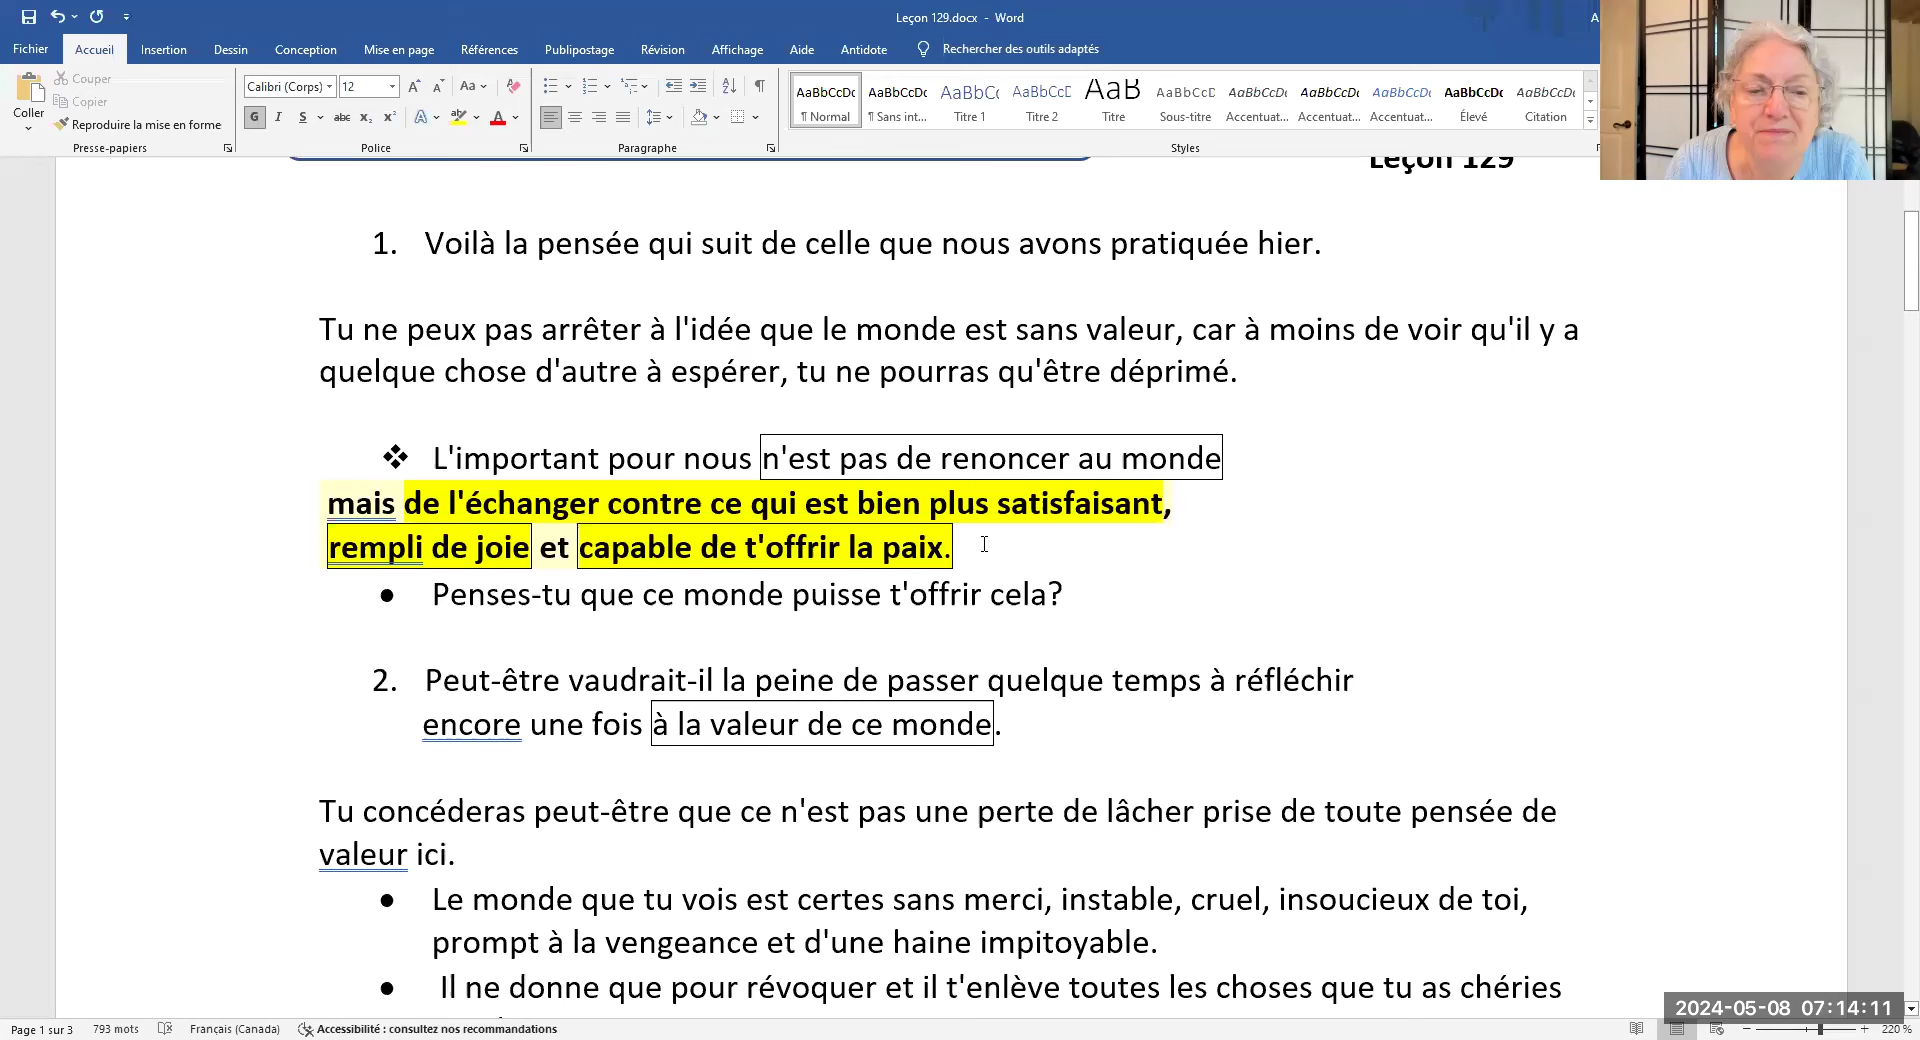 Leçon 129.docx - Word
A
Fichier Accueil Insertion Dessin Conception Mise en page Références Publipostage Révision Affichage Aide Antidote Rechercher des outils adaptés
Coller
Couper
Copier
Reproduire la mise en forme
Presse-papiers
Calibri (Corps) 12
G I S abc x₂ x²
Police
Paragraphe
AaBbCcDc AaBbCcDc AaBbCc AaBbCcD AaB AaBbCcD AaBbCcDc AaBbCcDc AaBbCcDc AaBbCcDc AaBbCcDc
¶ Normal ¶ Sans int... Titre 1 Titre 2 Titre Sous-titre Accentuat... Accentuat... Accentuat... Élevé Citation
Styles
Leçon 129
1. Voilà la pensée qui suit de celle que nous avons pratiquée hier.
Tu ne peux pas arrêter à l'idée que le monde est sans valeur, car à moins de voir qu'il y a
quelque chose d'autre à espérer, tu ne pourras qu'être déprimé.
❖ L'important pour nous n'est pas de renoncer au monde
mais de l'échanger contre ce qui est bien plus satisfaisant,
rempli de joie et capable de t'offrir la paix.
● Penses-tu que ce monde puisse t'offrir cela?
2. Peut-être vaudrait-il la peine de passer quelque temps à réfléchir
encore une fois à la valeur de ce monde.
Tu concéderas peut-être que ce n'est pas une perte de lâcher prise de toute pensée de
valeur ici.
● Le monde que tu vois est certes sans merci, instable, cruel, insoucieux de toi,
prompt à la vengeance et d'une haine impitoyable.
● Il ne donne que pour révoquer et il t'enlève toutes les choses que tu as chéries
2024-05-08 07:14:11
Page 1 sur 3 793 mots Français (Canada) Accessibilité : consultez nos recommandations 220 %